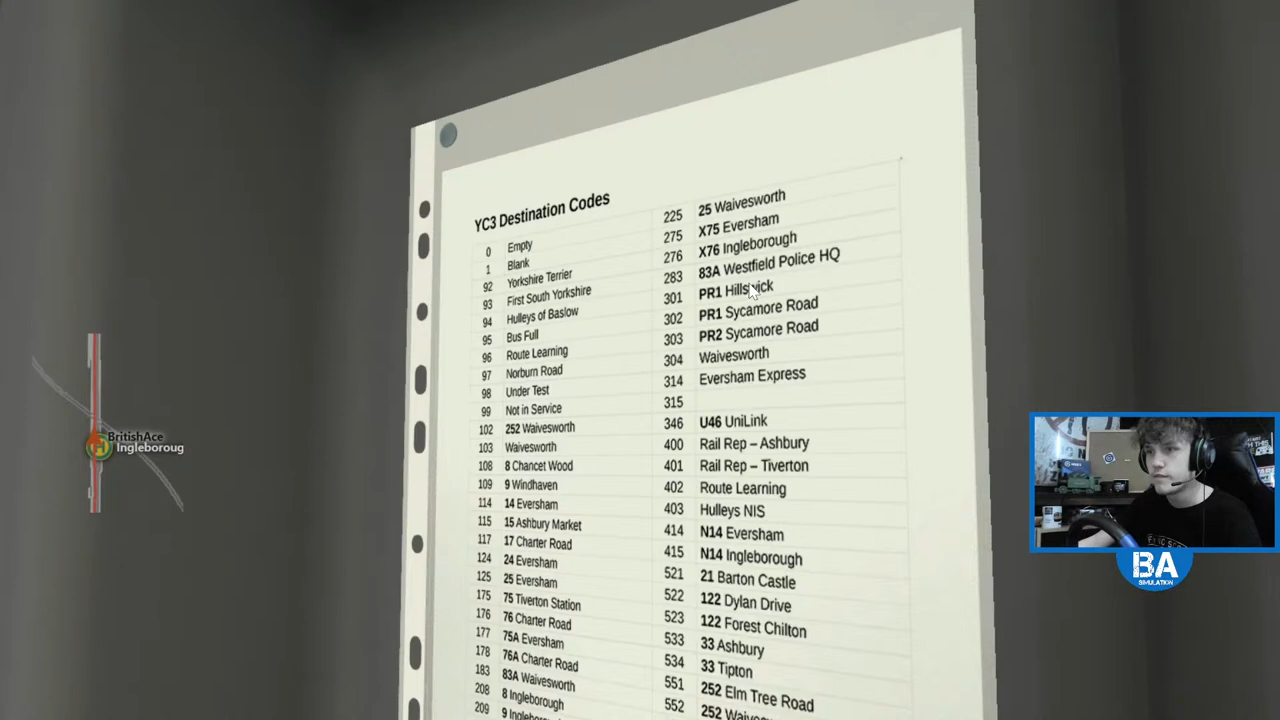 YC3 Destination Codes
0 Empty
1 Blank
92 Yorkshire Terrier
93 First South Yorkshire
94 Hulleys of Baslow
95 Bus Full
96 Route Learning
97 Norburn Road
98 Under Test
99 Not in Service
102 252 Waivesworth
103 Waivesworth
108 8 Chancet Wood
109 9 Windhaven
114 14 Eversham
115 15 Ashbury Market
117 17 Charter Road
124 24 Eversham
125 25 Eversham
175 75 Tiverton Station
176 76 Charter Road
177 75A Eversham
178 76A Charter Road
183 83A Waivesworth
208 8 Ingleborough
209 9
225 25 Waivesworth
275 X75 Eversham
276 X76 Ingleborough
283 83A Westfield Police HQ
301 PR1 Hillswick
302 PR1 Sycamore Road
303 PR2 Sycamore Road
304 Waivesworth
314 Eversham Express
315
346 U46 UniLink
400 Rail Rep – Ashbury
401 Rail Rep – Tiverton
402 Route Learning
403 Hulleys NIS
414 N14 Eversham
415 N14 Ingleborough
521 21 Barton Castle
522 122 Dylan Drive
523 122 Forest Chilton
533 33 Ashbury
534 33 Tipton
551 252 Elm Tree Road
552 252
BritishAce
Ingleboroug
BA
SIMULATION